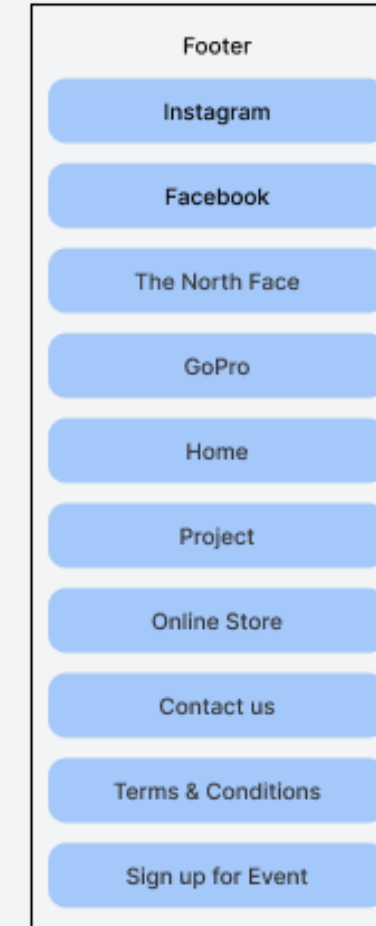 Footer
Instagram
Facebook
The North Face
GoPro
Home
Project
Online Store
Contact us
Terms & Conditions
Sign up for Event